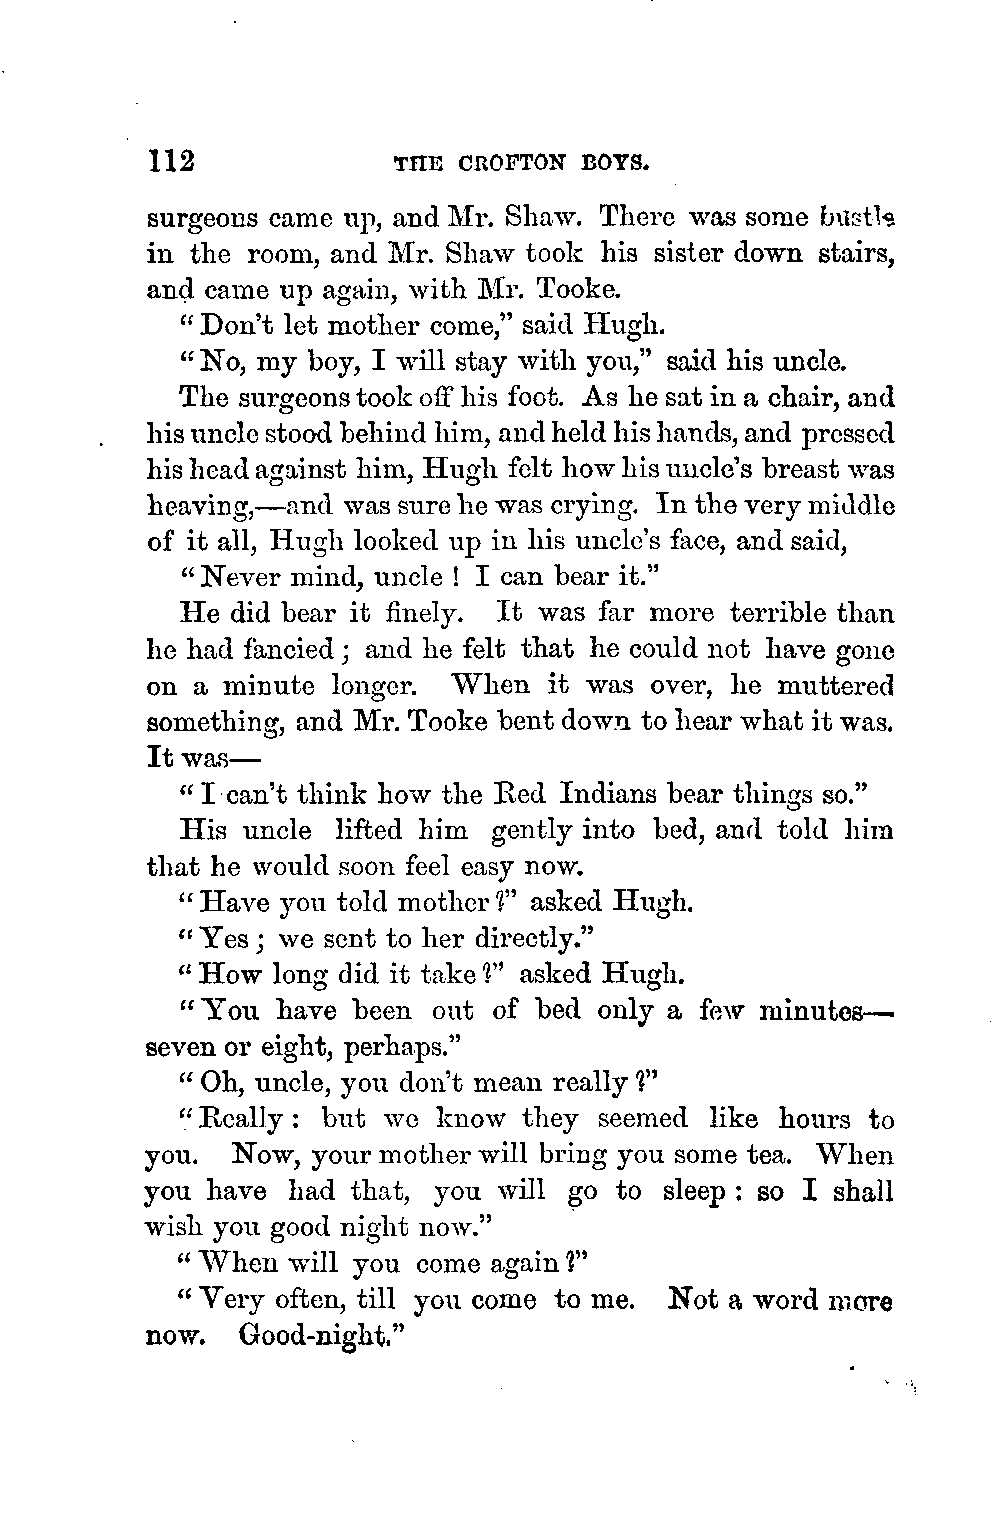 112 THE CROFTON BOYS.
surgeons came up, and Mr. Shaw. There was some bustle
in the room, and Mr. Shaw took his sister down stairs,
and came up again, with Mr. Tooke.
"Don't let mother come," said Hugh.
"No, my boy, I will stay with you," said his uncle.
The surgeons took off his foot. As he sat in a chair, and
his uncle stood behind him, and held his hands, and pressed
his head against him, Hugh felt how his uncle's breast was
heaving,—and was sure he was crying. In the very middle
of it all, Hugh looked up in his uncle's face, and said,
"Never mind, uncle! I can bear it."
He did bear it finely. It was far more terrible than
he had fancied; and he felt that he could not have gone
on a minute longer. When it was over, he muttered
something, and Mr. Tooke bent down to hear what it was.
It was—
"I can't think how the Red Indians bear things so."
His uncle lifted him gently into bed, and told him
that he would soon feel easy now.
"Have you told mother?" asked Hugh.
"Yes; we sent to her directly."
"How long did it take?" asked Hugh.
"You have been out of bed only a few minutes—
seven or eight, perhaps."
"Oh, uncle, you don't mean really?"
"Really: but we know they seemed like hours to
you. Now, your mother will bring you some tea. When
you have had that, you will go to sleep: so I shall
wish you good night now."
"When will you come again?"
"Very often, till you come to me. Not a word more
now. Good-night."